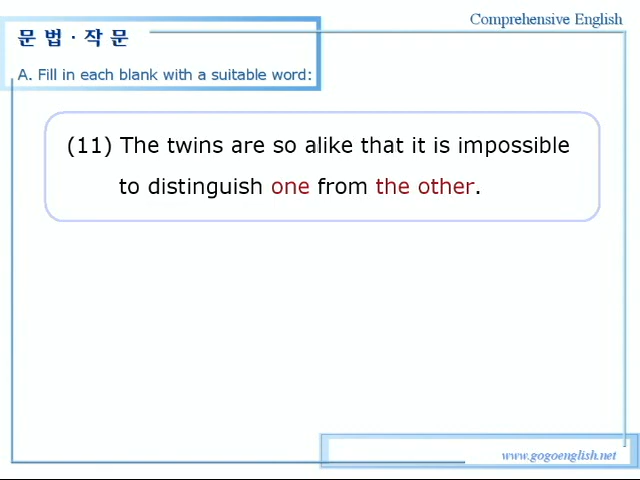 Comprehensive English
문 법 · 작 문
A. Fill in each blank with a suitable word:
(11) The twins are so alike that it is impossible
to distinguish one from the other.
www.gogoenglish.net